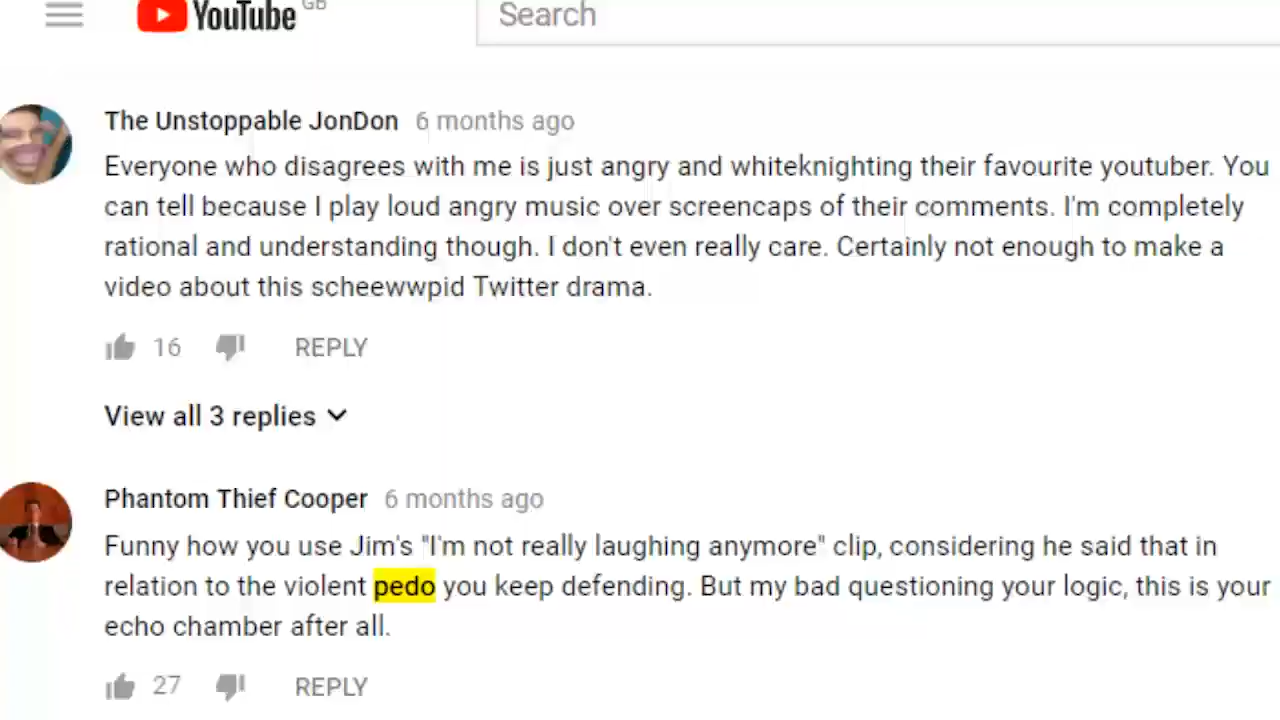 YouTube GB
Search
The Unstoppable JonDon 6 months ago
Everyone who disagrees with me is just angry and whiteknighting their favourite youtuber. You
can tell because I play loud angry music over screencaps of their comments. I'm completely
rational and understanding though. I don't even really care. Certainly not enough to make a
video about this scheewwpid Twitter drama.
16 REPLY
View all 3 replies
Phantom Thief Cooper 6 months ago
Funny how you use Jim's "I'm not really laughing anymore" clip, considering he said that in
relation to the violent pedo you keep defending. But my bad questioning your logic, this is your
echo chamber after all.
27 REPLY